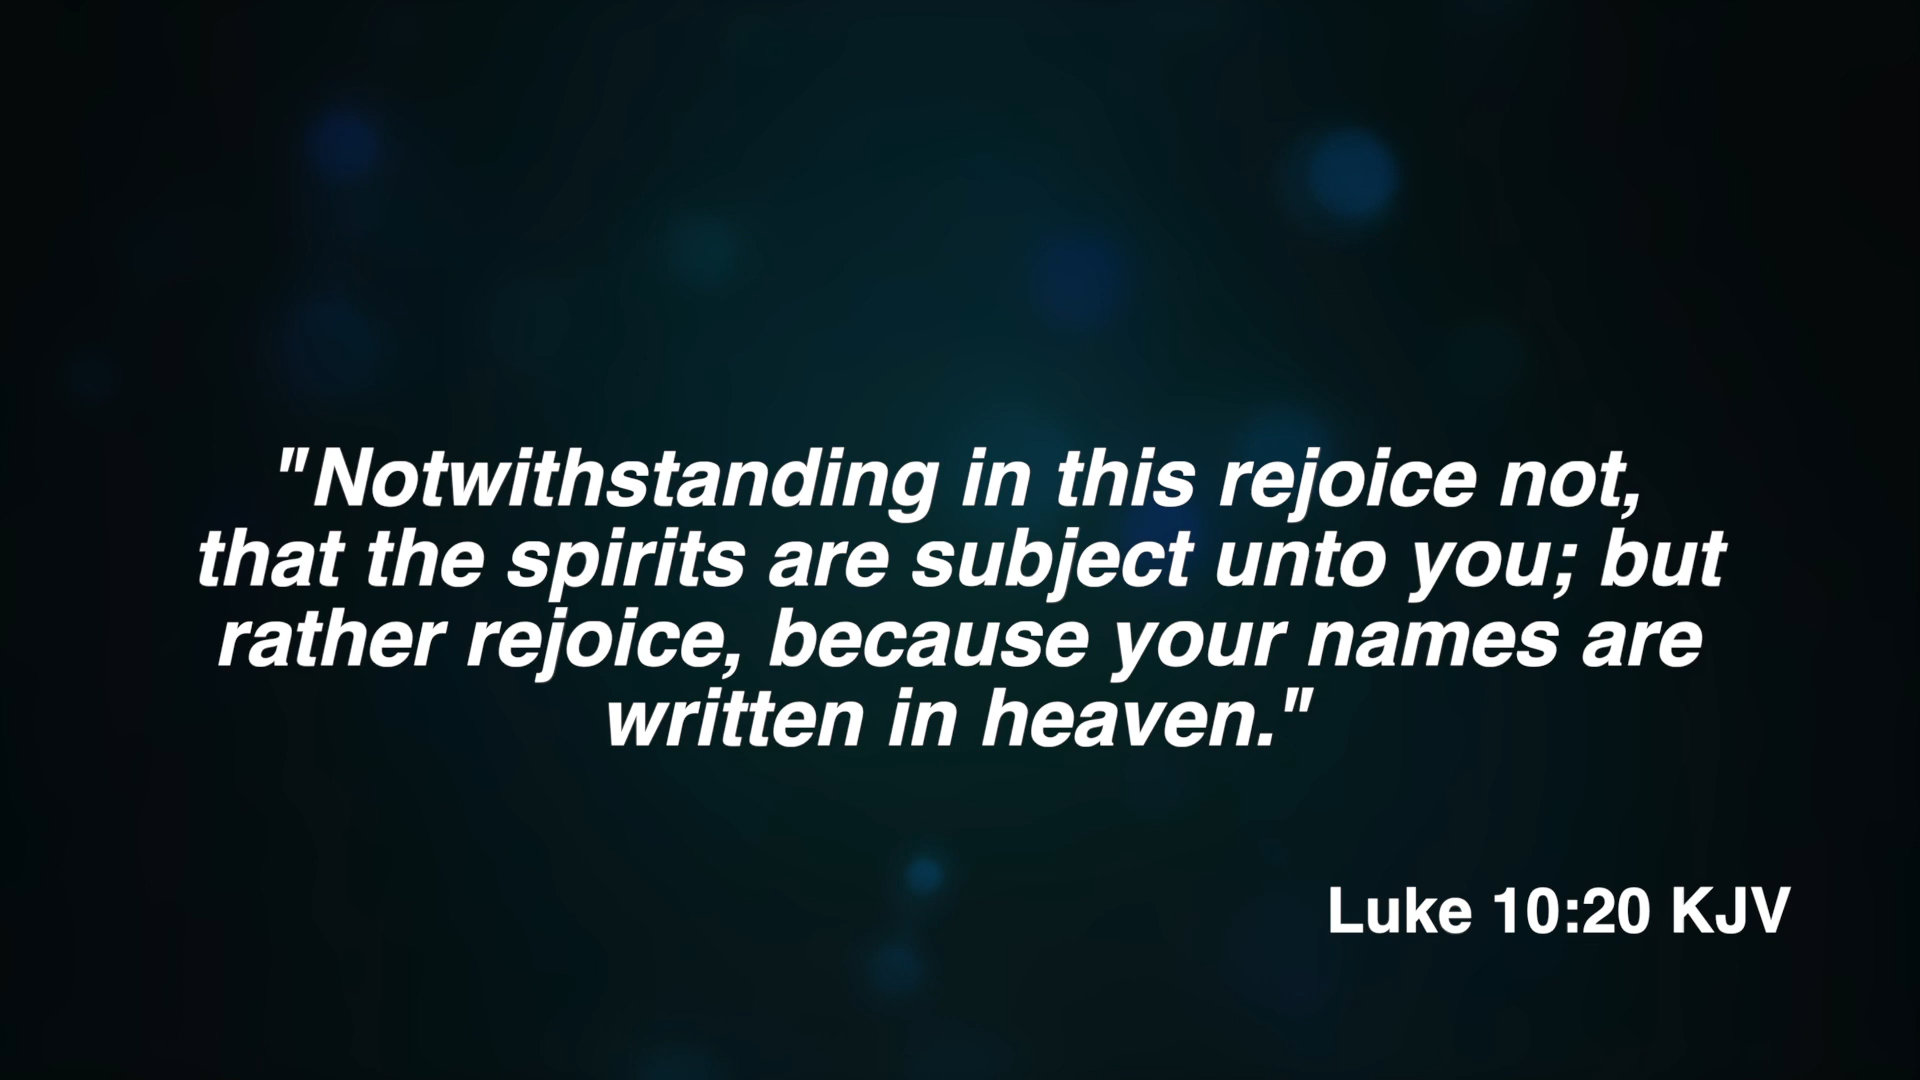 "Notwithstanding in this rejoice not,
that the spirits are subject unto you; but
rather rejoice, because your names are
written in heaven."
Luke 10:20 KJV